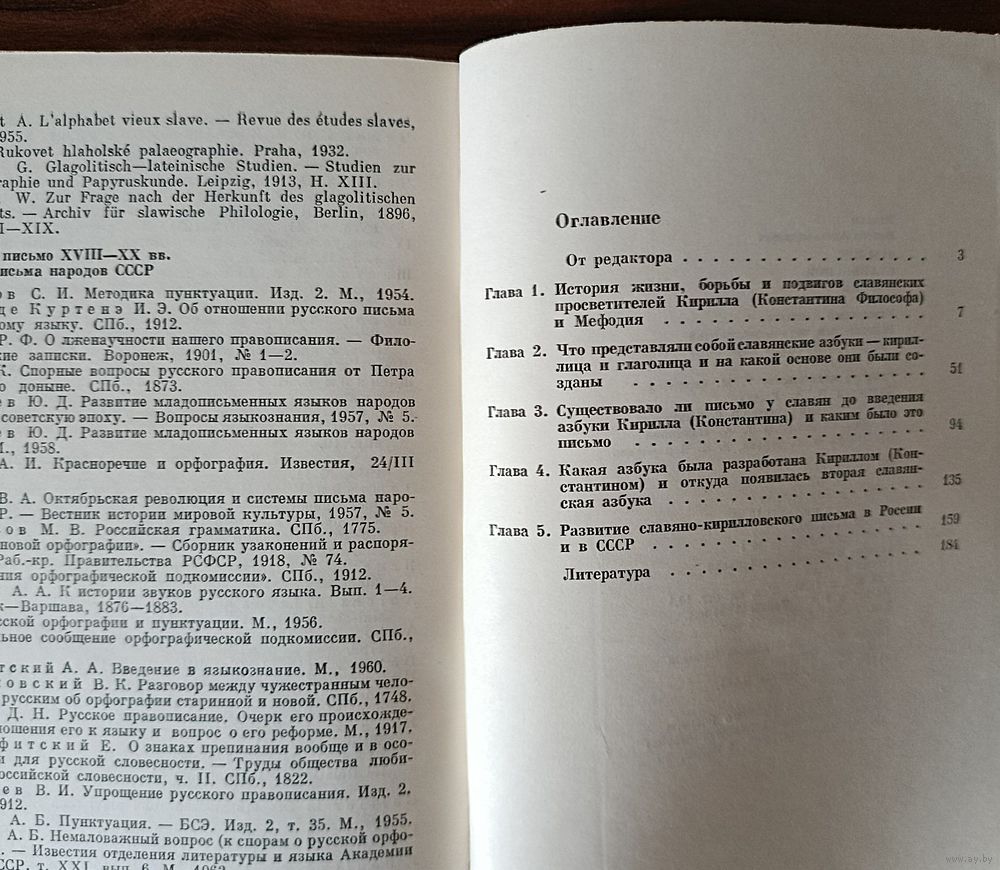 t А. L'alphabet vieux slave. — Revue des études slaves,
955.
Rukovet hlaholské palaeographie. Praha, 1932.
G. Glagolitisch—lateinische Studien. — Studien zur
raphie und Papyruskunde. Leipzig, 1913, H. XIII.
W. Zur Frage nach der Herkunft des glagolitischen
ts. — Archiv für slawische Philologie, Berlin, 1896,
I—XIX.
письмо XVIII—XX вв.
исьма народов СССР
ов С. И. Методика пунктуации. Изд. 2. М., 1954.
де Куртенэ И. Э. Об отношении русского письма
ому языку. СПб., 1912.
Р. Ф. О лженаучности нашего правописания. — Фило-
кие записки. Воронеж, 1901, № 1—2.
К. Спорные вопросы русского правописания от Петра
о доныне. СПб., 1873.
ев Ю. Д. Развитие младописьменных языков народов
советскую эпоху. — Вопросы языкознания, 1957, № 5.
ев Ю. Д. Развитие младописьменных языков народов
М., 1958.
А. И. Красноречие и орфография. Известия, 24/III
В. А. Октябрьская революция и системы письма наро-
Р. — Вестник истории мировой культуры, 1957, № 5.
ов М. В. Российская грамматика. СПб., 1775.
новой орфографии». — Сборник узаконений и распоря-
Раб.-кр. Правительства РСФСР, 1918, № 74.
ния орфографической подкомиссии». СПб., 1912.
А. А. К истории звуков русского языка. Вып. 1—4.
к—Варшава, 1876—1883.
сской орфографии и пунктуации. М., 1956.
ьное сообщение орфографической подкомиссии. СПб.,
тский А. А. Введение в языкознание. М., 1960.
ковский В. К. Разговор между чужестранным чело-
русским об орфографии старинной и новой. СПб., 1748.
Д. Н. Русское правописание. Очерк его происхожде-
ношения его к языку и вопрос о его реформе. М., 1917.
фитский Е. О знаках препинания вообще и в осо-
и для русской словесности. — Труды общества люби-
оссийской словесности, ч. II. СПб., 1822.
ев В. И. Упрощение русского правописания. Изд. 2.
912.
А. Б. Пунктуация. — БСЭ. Изд. 2, т. 35. М., 1955.
А. Б. Немаловажный вопрос (к спорам о русской орфо-
. — Известия отделения литературы и языка Академии
ССР, т. XXI, вып. 6. М.
Оглавление
От редактора . . . . . . . . . . . . . . . . 3
Глава 1. История жизни, борьбы и подвигов славянских
просветителей Кирилла (Константина Философа)
и Мефодия . . . . . . . . . . . . . . . . 7
Глава 2. Что представляли собой славянские азбуки — кирил-
лица и глаголица и на какой основе они были со-
зданы . . . . . . . . . . . . . . . . 51
Глава 3. Существовало ли письмо у славян до введения
азбуки Кирилла (Константина) и каким было это
письмо . . . . . . . . . . . . . . . . 94
Глава 4. Какая азбука была разработана Кириллом (Кон-
стантином) и откуда появилась вторая славян-
ская азбука . . . . . . . . . . . . . . . . 135
Глава 5. Развитие славяно-кирилловского письма в России
и в СССР . . . . . . . . . . . . . . . . 159
Литература . . . . . . . . . . . . . . . . 184
www.ay.by